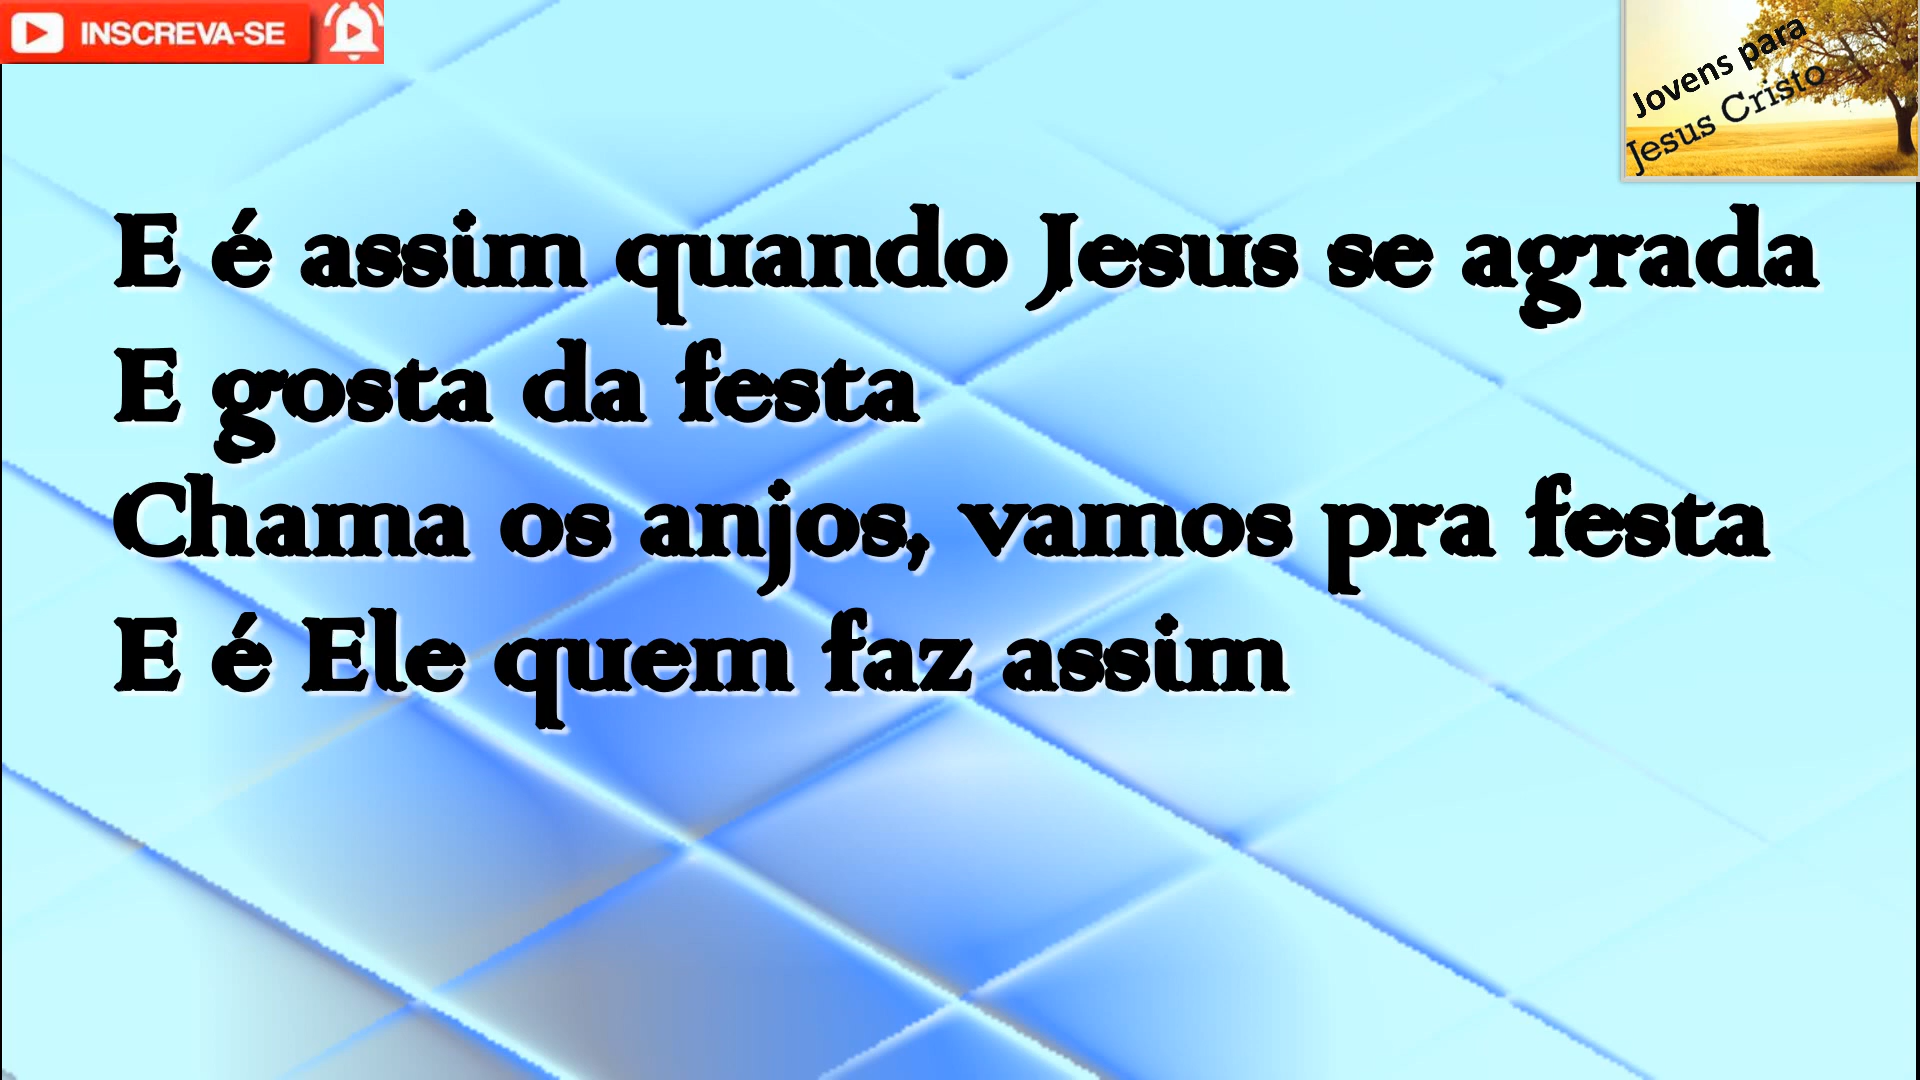 INSCREVA-SE
Jovens para
Jesus Cristo
E é assim quando Jesus se agrada
E gosta da festa
Chama os anjos, vamos pra festa
E é Ele quem faz assim